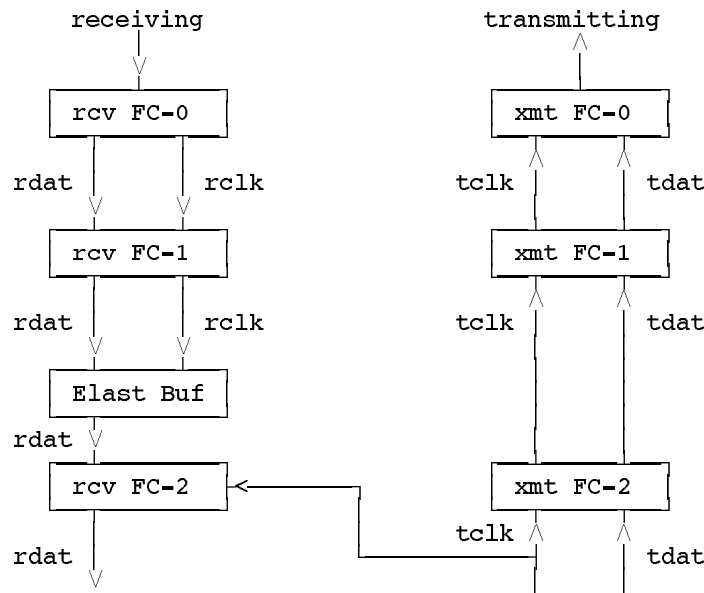 receiving
transmitting
rcv FC-0
xmt FC-0
rdat
rclk
tclk
tdat
rcv FC-1
xmt FC-1
rdat
rclk
tclk
tdat
Elast Buf
rdat
rcv FC-2
xmt FC-2
tclk
rdat
tdat